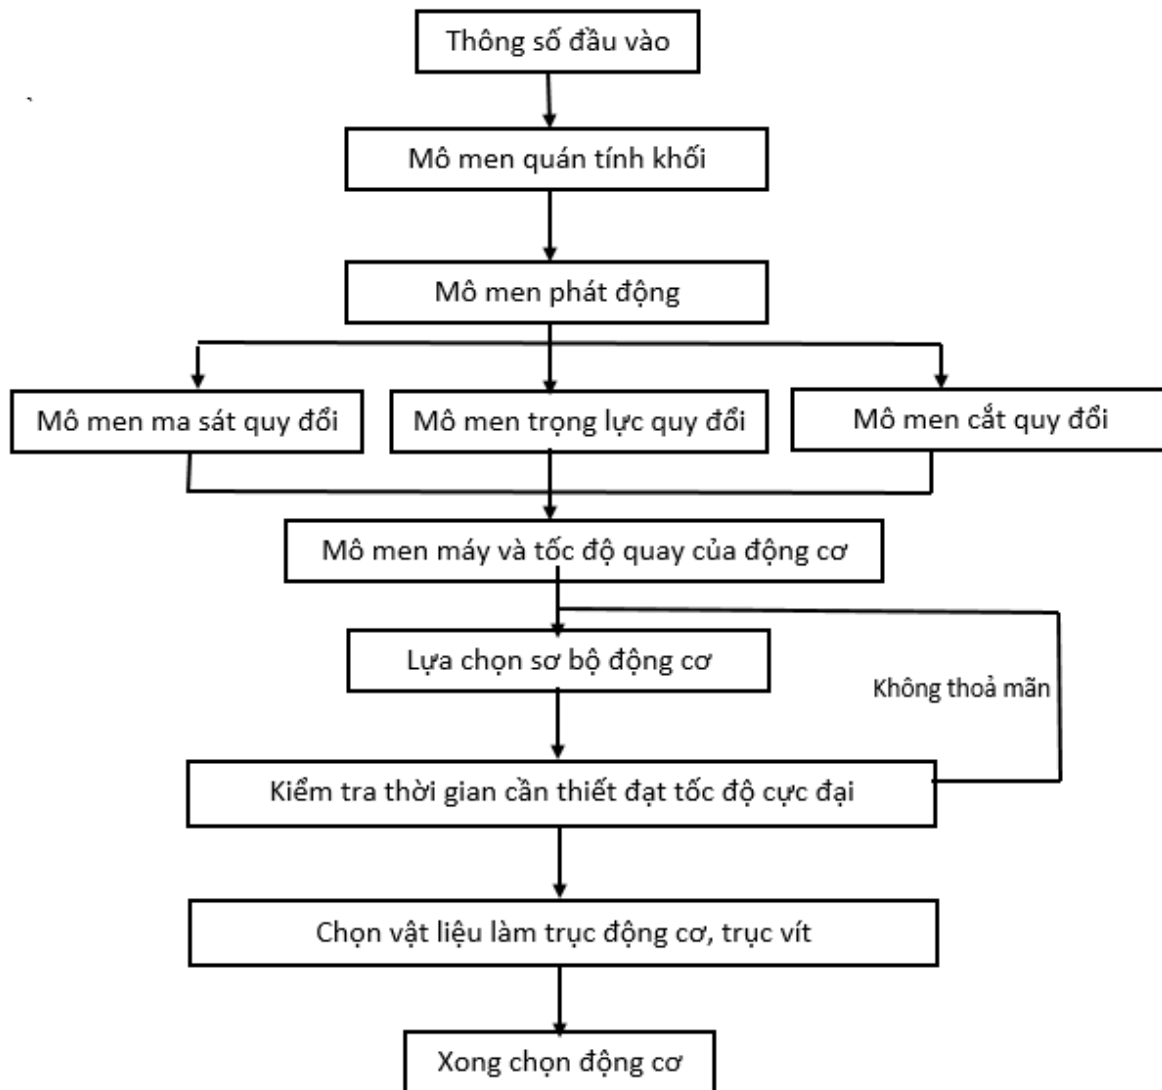 Thông số đầu vào
Mô men quán tính khối
Mô men phát động
Mô men ma sát quy đổi
Mô men trọng lực quy đổi
Mô men cắt quy đổi
Mô men máy và tốc độ quay của động cơ
Lựa chọn sơ bộ động cơ
Không thoả mãn
Kiểm tra thời gian cần thiết đạt tốc độ cực đại
Chọn vật liệu làm trục động cơ, trục vít
Xong chọn động cơ